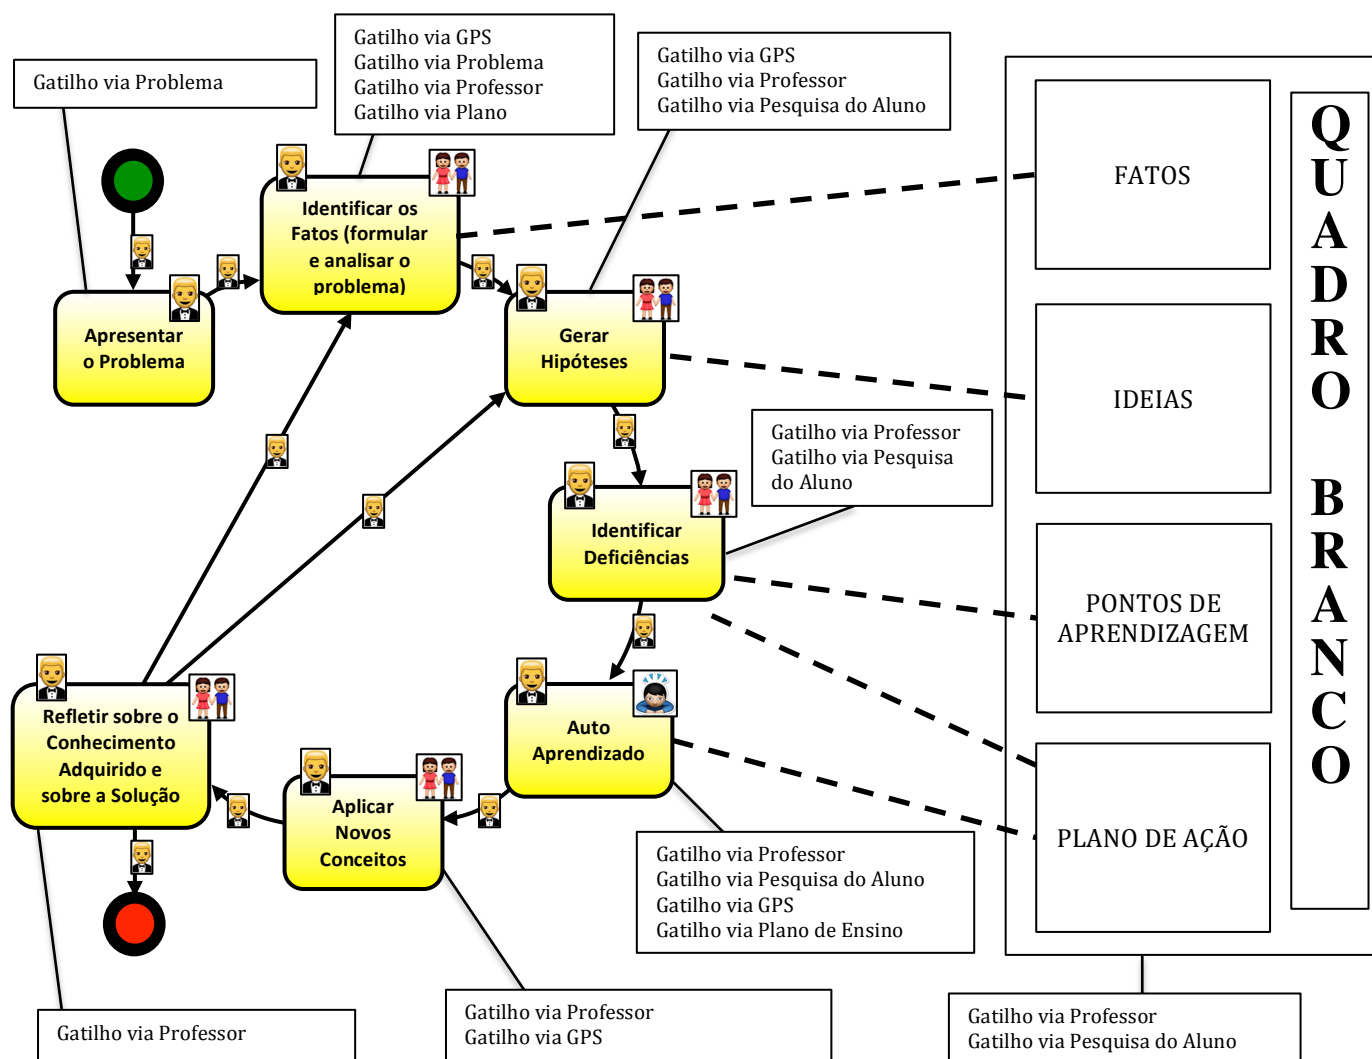 Gatilho via Problema
Gatilho via GPS
Gatilho via Problema
Gatilho via Professor
Gatilho via Plano
Gatilho via GPS
Gatilho via Professor
Gatilho via Pesquisa do Aluno
Identificar os
Fatos (formular
e analisar o
problema)
Apresentar
o Problema
Gerar
Hipóteses
Gatilho via Professor
Gatilho via Pesquisa
do Aluno
Identificar
Deficiências
Auto
Aprendizado
Refletir sobre o
Conhecimento
Adquirido e
sobre a Solução
Aplicar
Novos
Conceitos
Gatilho via Professor
Gatilho via Pesquisa do Aluno
Gatilho via GPS
Gatilho via Plano de Ensino
Gatilho via Professor
Gatilho via Professor
Gatilho via GPS
FATOS
IDEIAS
PONTOS DE
APRENDIZAGEM
PLANO DE AÇÃO
QUADRO BRANCO
Gatilho via Professor
Gatilho via Pesquisa do Aluno